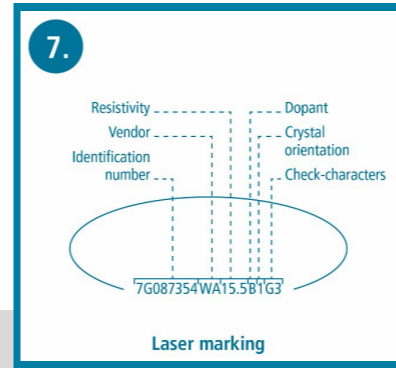 7.
Resistivity
Vendor
Identification
number
Dopant
Crystal
orientation
Check-characters
7G087354WA15.5B1G3
Laser marking